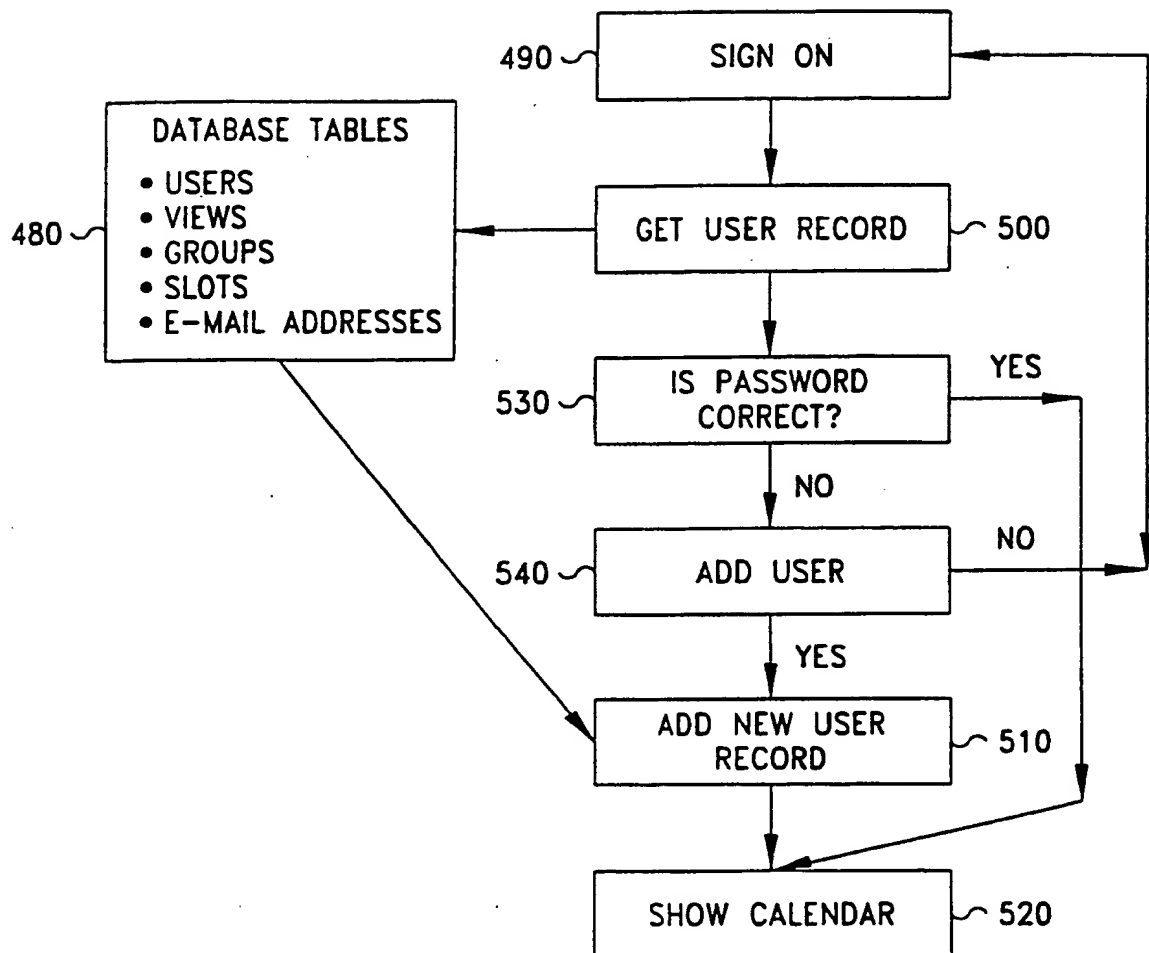 490
SIGN ON
DATABASE TABLES
• USERS
• VIEWS
• GROUPS
• SLOTS
• E-MAIL ADDRESSES
480
GET USER RECORD
500
530
IS PASSWORD
CORRECT?
YES
NO
540
ADD USER
NO
YES
ADD NEW USER
RECORD
510
SHOW CALENDAR
520